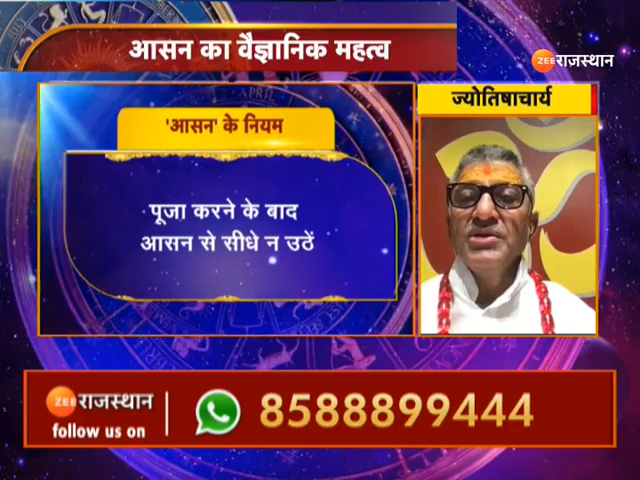 आसन का वैज्ञानिक महत्व
ZEE राजस्थान
ज्योतिषाचार्य
'आसन' के नियम
पूजा करने के बाद
आसन से सीधे न उठें
ZEE राजस्थान
follow us on
8588899444